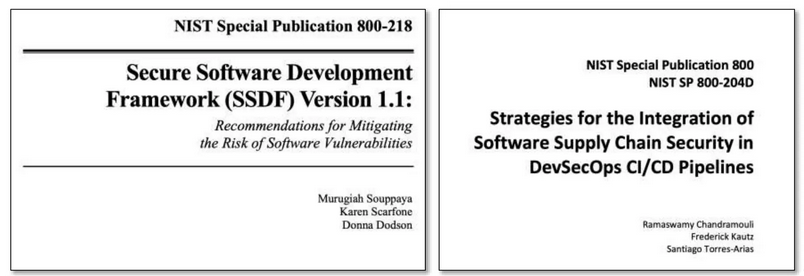 NIST Special Publication 800-218
Secure Software Development
Framework (SSDF) Version 1.1:
Recommendations for Mitigating
the Risk of Software Vulnerabilities
Murugiah Souppaya
Karen Scarfone
Donna Dodson
NIST Special Publication 800
NIST SP 800-204D
Strategies for the Integration of
Software Supply Chain Security in
DevSecOps CI/CD Pipelines
Ramaswamy Chandramouli
Frederick Kautz
Santiago Torres-Arias